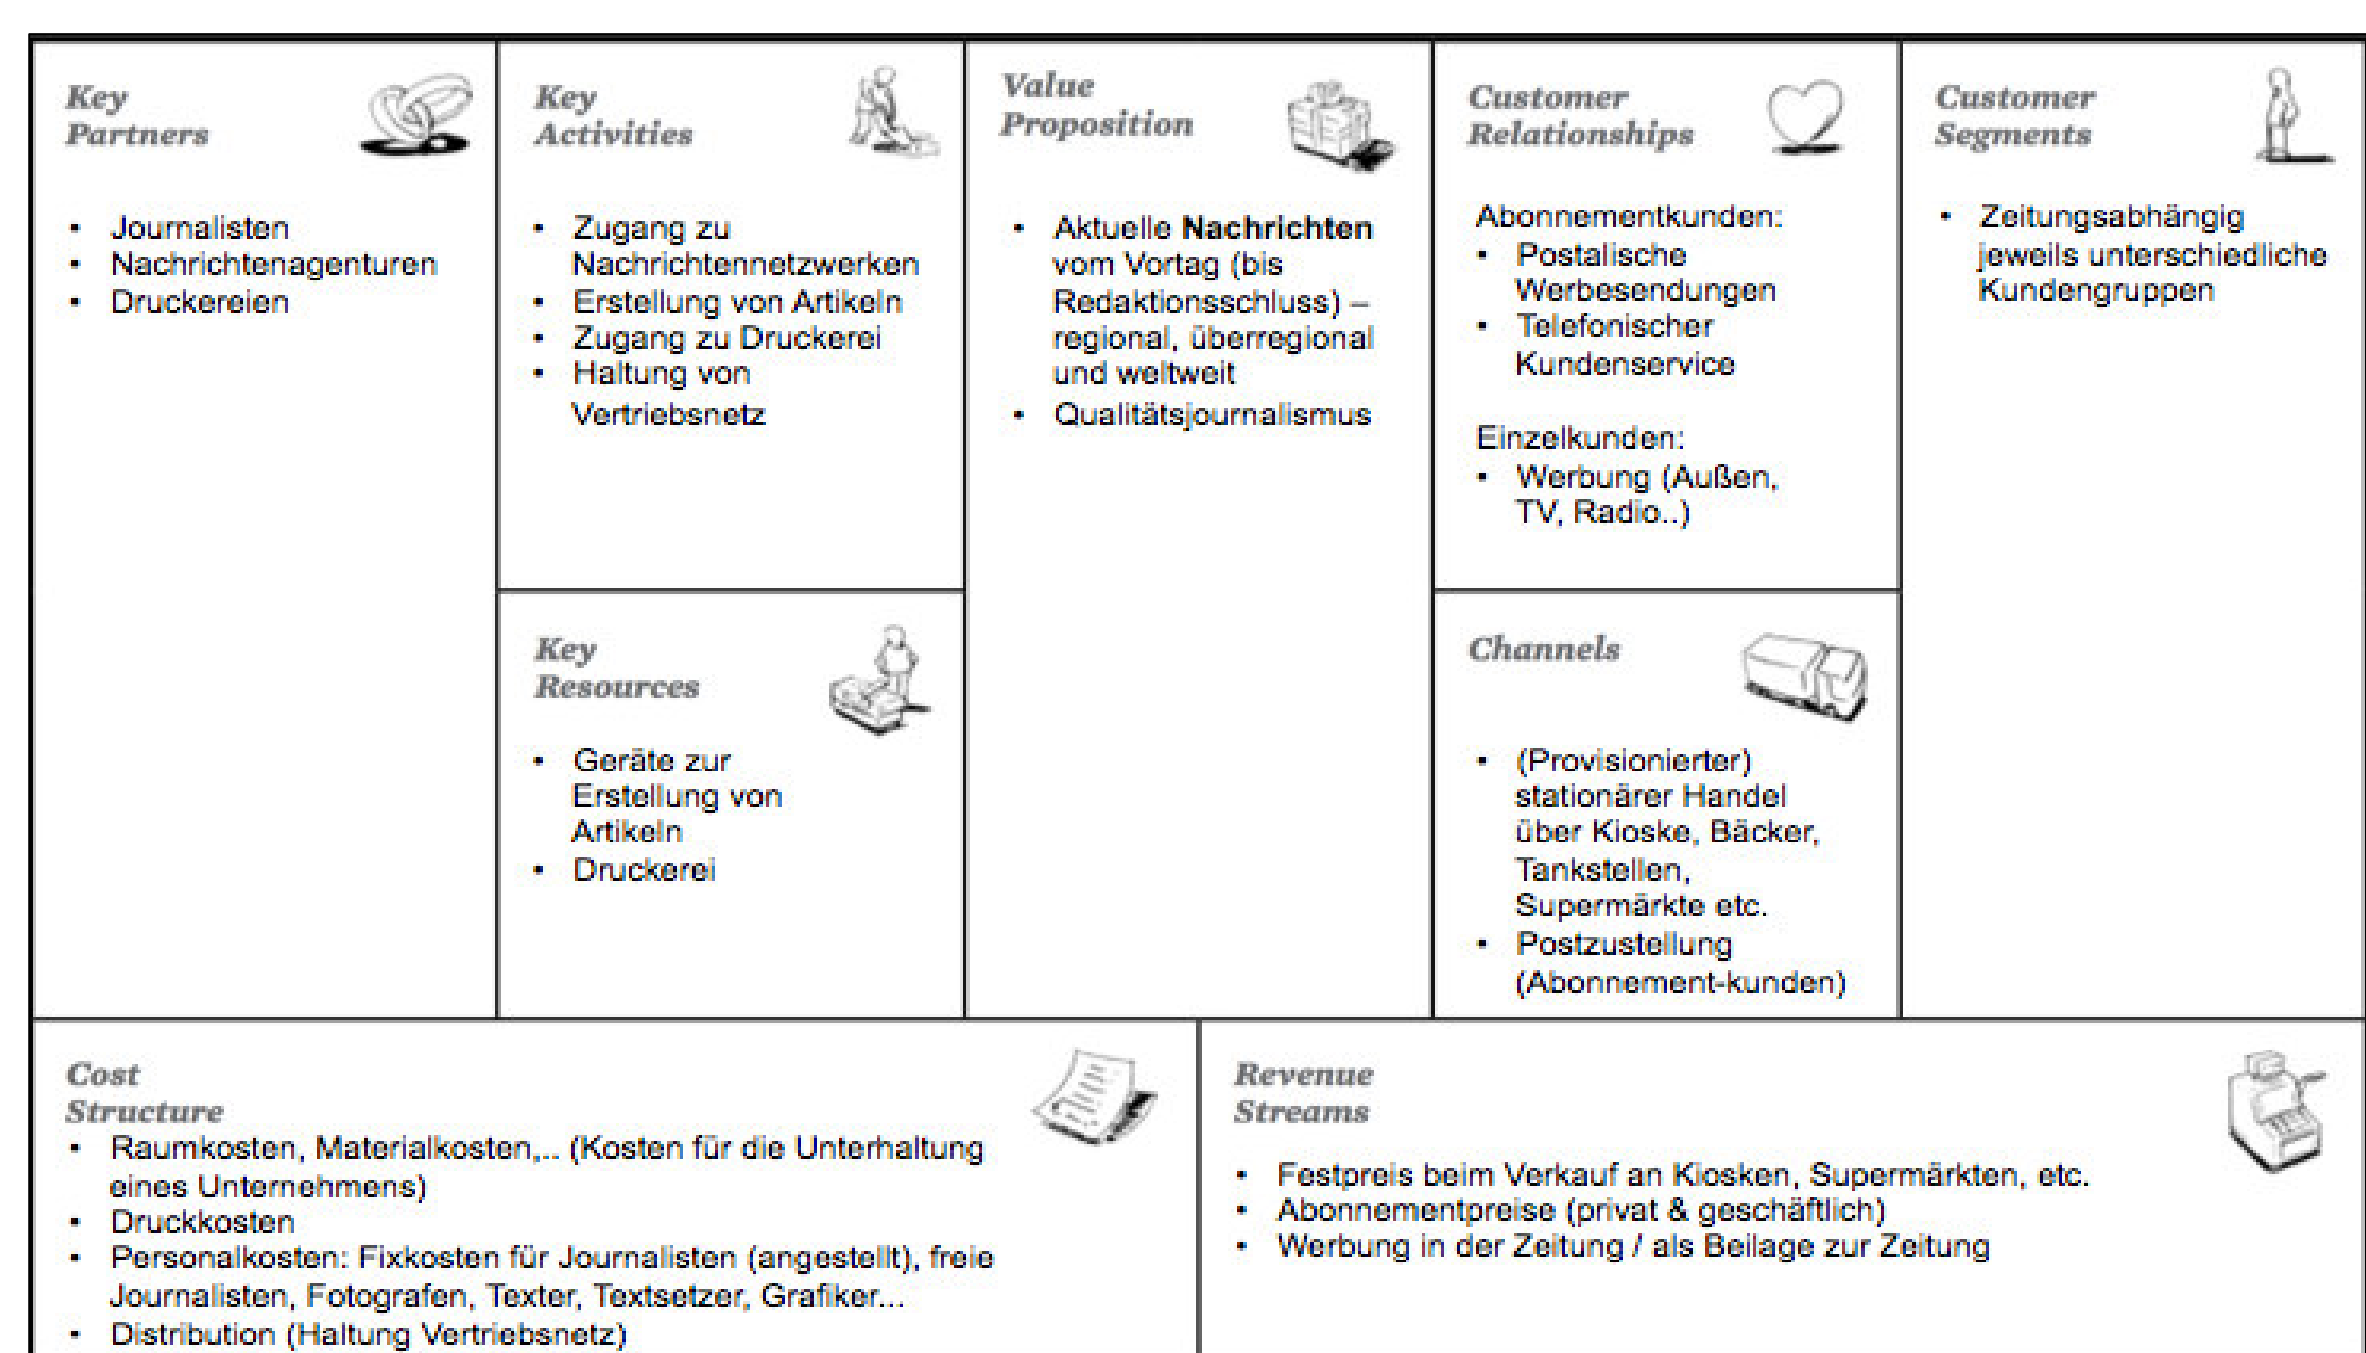 Key
Partners
• Journalisten
• Nachrichtenagenturen
• Druckereien
Key
Activities
• Zugang zu
Nachrichtennetzwerken
• Erstellung von Artikeln
• Zugang zu Druckerei
• Haltung von
Vertriebsnetz
Key
Resources
• Geräte zur
Erstellung von
Artikeln
• Druckerei
Value
Proposition
• Aktuelle Nachrichten
vom Vortag (bis
Redaktionsschluss) –
regional, überregional
und weltweit
• Qualitätsjournalismus
Customer
Relationships
Abonnementkunden:
• Postalische
Werbesendungen
• Telefonischer
Kundenservice
Einzelkunden:
• Werbung (Außen,
TV, Radio..)
Channels
• (Provisionierter)
stationärer Handel
über Kioske, Bäcker,
Tankstellen,
Supermärkte etc.
• Postzustellung
(Abonnement-kunden)
Customer
Segments
• Zeitungsabhängig
jeweils unterschiedliche
Kundengruppen
Cost
Structure
• Raumkosten, Materialkosten,.. (Kosten für die Unterhaltung
eines Unternehmens)
• Druckkosten
• Personalkosten: Fixkosten für Journalisten (angestellt), freie
Journalisten, Fotografen, Texter, Textsetzer, Grafiker...
• Distribution (Haltung Vertriebsnetz)
Revenue
Streams
• Festpreis beim Verkauf an Kiosken, Supermärkten, etc.
• Abonnementpreise (privat & geschäftlich)
• Werbung in der Zeitung / als Beilage zur Zeitung